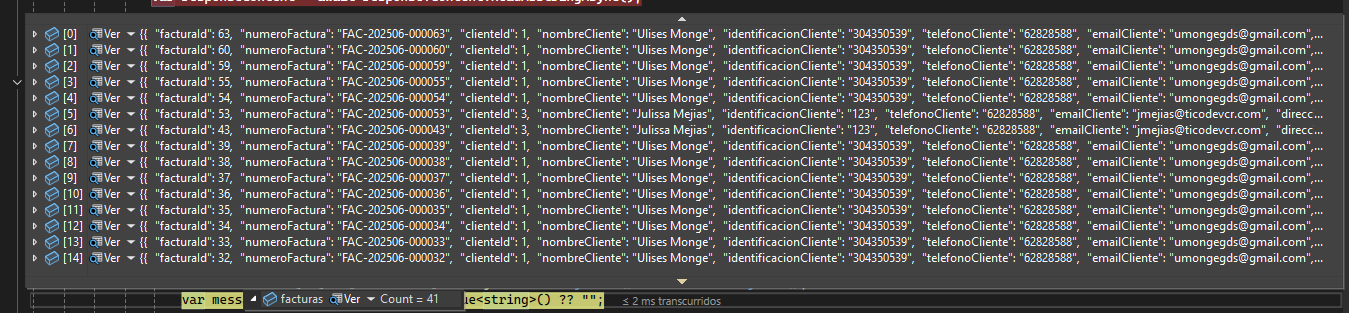 [0] Ver {{ "facturaId": 63, "numeroFactura": "FAC-202506-000063", "clienteId": 1, "nombreCliente": "Ulises Monge", "identificacionCliente": "304350539", "telefonoCliente": "62828588", "emailCliente": "umongegds@gmail.com",...
[1] Ver {{ "facturaId": 60, "numeroFactura": "FAC-202506-000060", "clienteId": 1, "nombreCliente": "Ulises Monge", "identificacionCliente": "304350539", "telefonoCliente": "62828588", "emailCliente": "umongegds@gmail.com",...
[2] Ver {{ "facturaId": 59, "numeroFactura": "FAC-202506-000059", "clienteId": 1, "nombreCliente": "Ulises Monge", "identificacionCliente": "304350539", "telefonoCliente": "62828588", "emailCliente": "umongegds@gmail.com",...
[3] Ver {{ "facturaId": 55, "numeroFactura": "FAC-202506-000055", "clienteId": 1, "nombreCliente": "Ulises Monge", "identificacionCliente": "304350539", "telefonoCliente": "62828588", "emailCliente": "umongegds@gmail.com",...
[4] Ver {{ "facturaId": 54, "numeroFactura": "FAC-202506-000054", "clienteId": 1, "nombreCliente": "Ulises Monge", "identificacionCliente": "304350539", "telefonoCliente": "62828588", "emailCliente": "umongegds@gmail.com",...
[5] Ver {{ "facturaId": 53, "numeroFactura": "FAC-202506-000053", "clienteId": 3, "nombreCliente": "Julissa Mejias", "identificacionCliente": "123", "telefonoCliente": "62828588", "emailCliente": "jmejias@ticodevcr.com", "direcc...
[6] Ver {{ "facturaId": 43, "numeroFactura": "FAC-202506-000043", "clienteId": 3, "nombreCliente": "Julissa Mejias", "identificacionCliente": "123", "telefonoCliente": "62828588", "emailCliente": "jmejias@ticodevcr.com", "direcc...
[7] Ver {{ "facturaId": 39, "numeroFactura": "FAC-202506-000039", "clienteId": 1, "nombreCliente": "Ulises Monge", "identificacionCliente": "304350539", "telefonoCliente": "62828588", "emailCliente": "umongegds@gmail.com",...
[8] Ver {{ "facturaId": 38, "numeroFactura": "FAC-202506-000038", "clienteId": 1, "nombreCliente": "Ulises Monge", "identificacionCliente": "304350539", "telefonoCliente": "62828588", "emailCliente": "umongegds@gmail.com",...
[9] Ver {{ "facturaId": 37, "numeroFactura": "FAC-202506-000037", "clienteId": 1, "nombreCliente": "Ulises Monge", "identificacionCliente": "304350539", "telefonoCliente": "62828588", "emailCliente": "umongegds@gmail.com",...
[10] Ver {{ "facturaId": 36, "numeroFactura": "FAC-202506-000036", "clienteId": 1, "nombreCliente": "Ulises Monge", "identificacionCliente": "304350539", "telefonoCliente": "62828588", "emailCliente": "umongegds@gmail.com",...
[11] Ver {{ "facturaId": 35, "numeroFactura": "FAC-202506-000035", "clienteId": 1, "nombreCliente": "Ulises Monge", "identificacionCliente": "304350539", "telefonoCliente": "62828588", "emailCliente": "umongegds@gmail.com",...
[12] Ver {{ "facturaId": 34, "numeroFactura": "FAC-202506-000034", "clienteId": 1, "nombreCliente": "Ulises Monge", "identificacionCliente": "304350539", "telefonoCliente": "62828588", "emailCliente": "umongegds@gmail.com",...
[13] Ver {{ "facturaId": 33, "numeroFactura": "FAC-202506-000033", "clienteId": 1, "nombreCliente": "Ulises Monge", "identificacionCliente": "304350539", "telefonoCliente": "62828588", "emailCliente": "umongegds@gmail.com",...
[14] Ver {{ "facturaId": 32, "numeroFactura": "FAC-202506-000032", "clienteId": 1, "nombreCliente": "Ulises Monge", "identificacionCliente": "304350539", "telefonoCliente": "62828588", "emailCliente": "umongegds@gmail.com",...
var mess facturas Ver Count = 41 ue<string>() ?? ""; ≤ 2 ms transcurridos